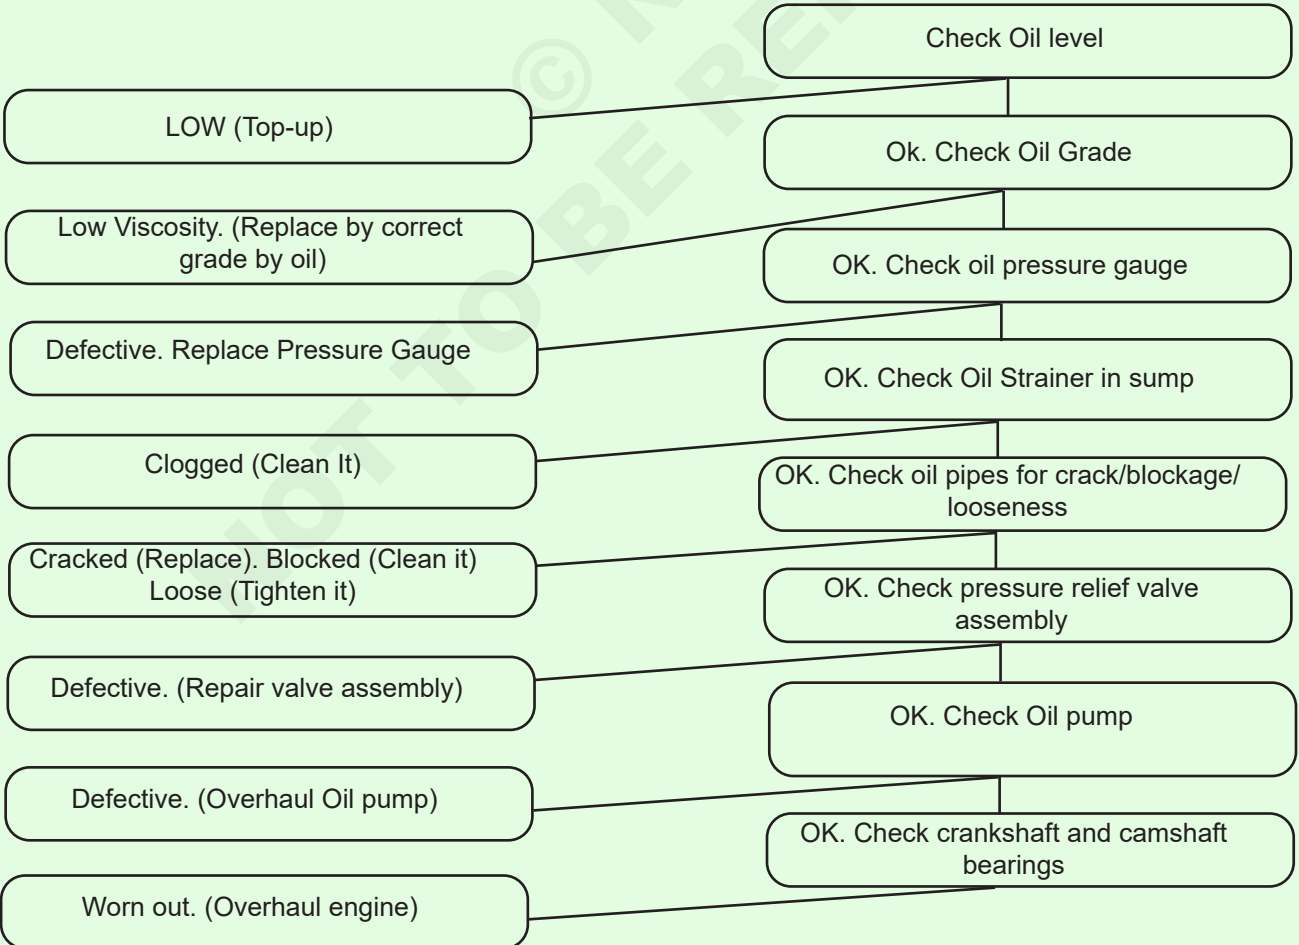 Check Oil level
LOW (Top-up)
Ok. Check Oil Grade
Low Viscosity. (Replace by correct
grade by oil)
OK. Check oil pressure gauge
Defective. Replace Pressure Gauge
OK. Check Oil Strainer in sump
Clogged (Clean It)
OK. Check oil pipes for crack/blockage/
looseness
Cracked (Replace). Blocked (Clean it)
Loose (Tighten it)
OK. Check pressure relief valve
assembly
Defective. (Repair valve assembly)
OK. Check Oil pump
Defective. (Overhaul Oil pump)
OK. Check crankshaft and camshaft
bearings
Worn out. (Overhaul engine)
©
NOT TO BE